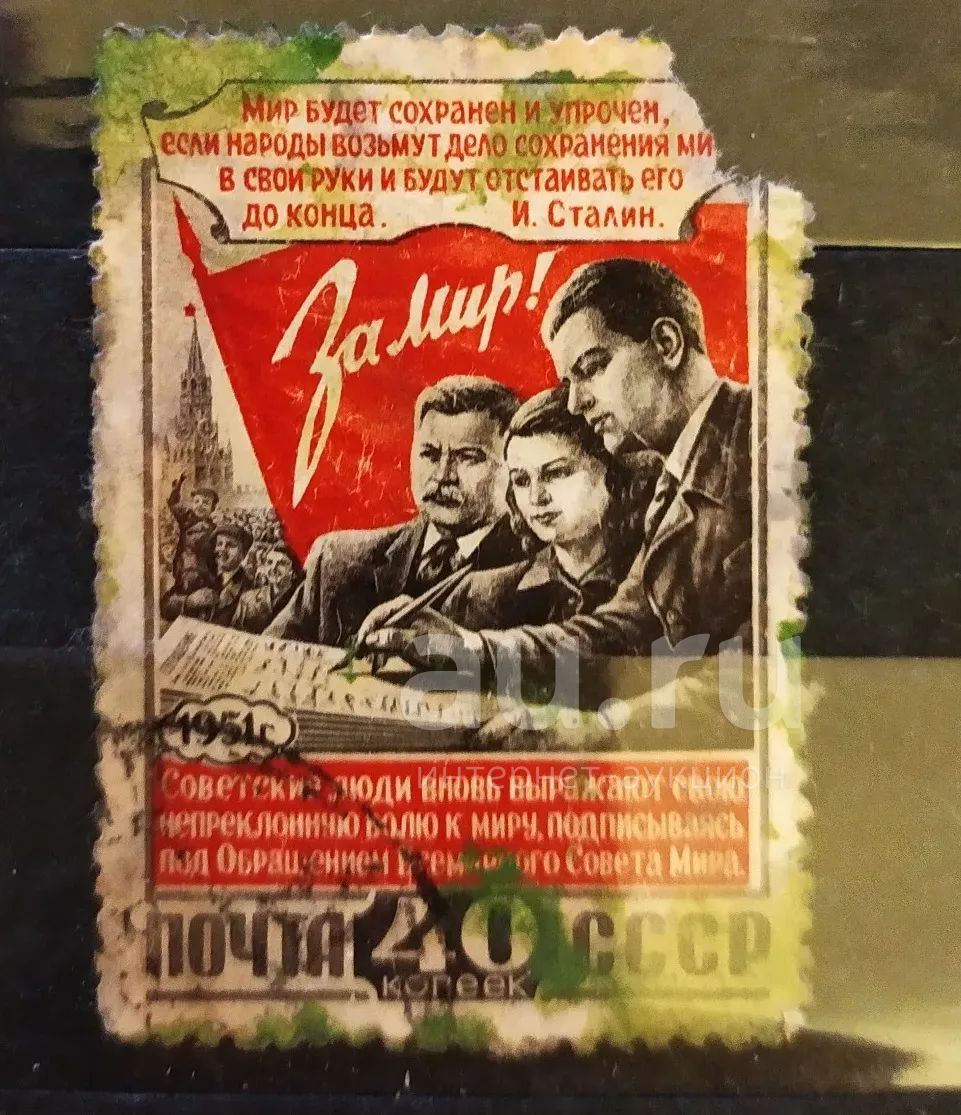 Мир будет сохранен и упрочен,
если народы возьмут дело сохранения ми
в свои руки и будут отстаивать его
до конца. И. Сталин.
За мир!
1951г.
Советские люди вновь выражают свою
непреклонную волю к миру, подписываясь
под Обращением Всемирного Совета Мира.
ПОЧТА 40 СССР
копеек
au.ru
интернет аукцион